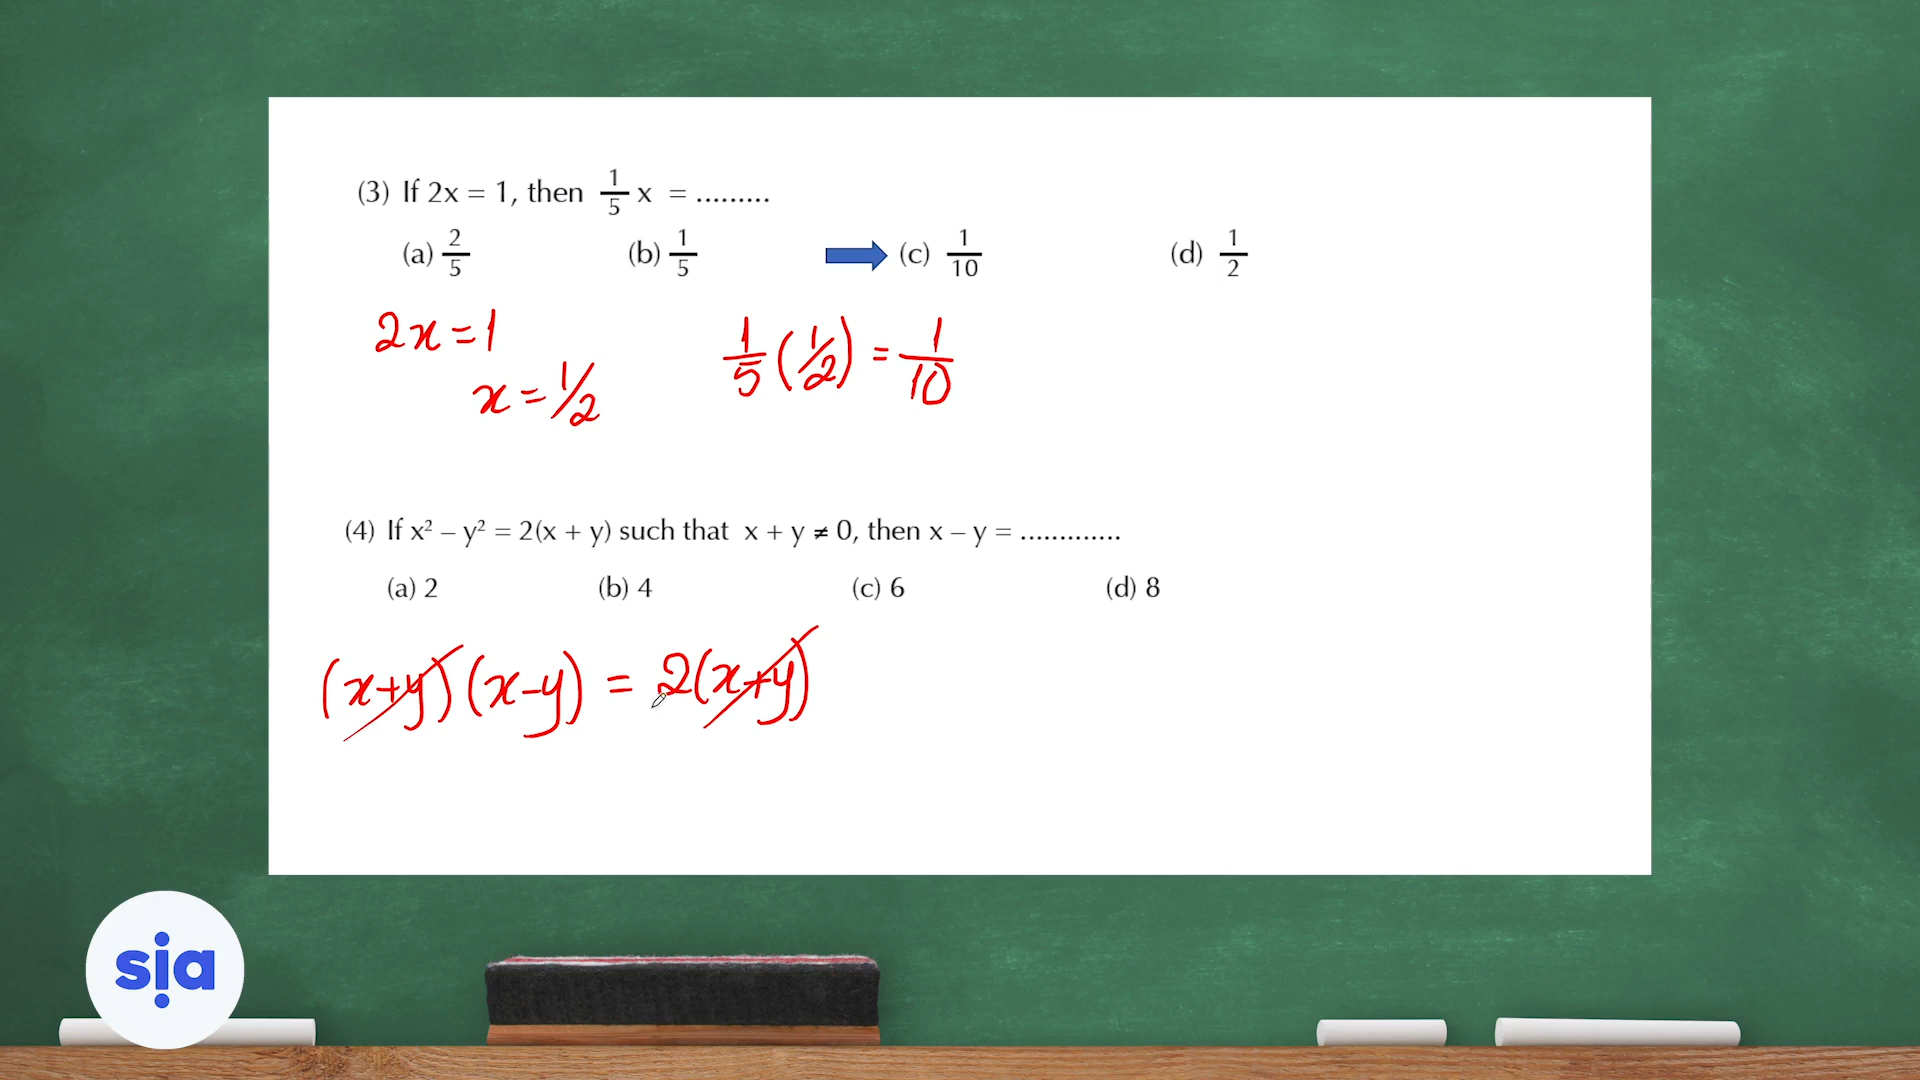 (3) If 2x = 1, then 1/5 x = .........
(a) 2/5 (b) 1/5 (c) 1/10 (d) 1/2
2x = 1
x = 1/2
1/5 (1/2) = 1/10
(4) If x² – y² = 2(x + y) such that x + y ≠ 0, then x – y = .............
(a) 2 (b) 4 (c) 6 (d) 8
(x+y)(x-y) = 2(x+y)
sia